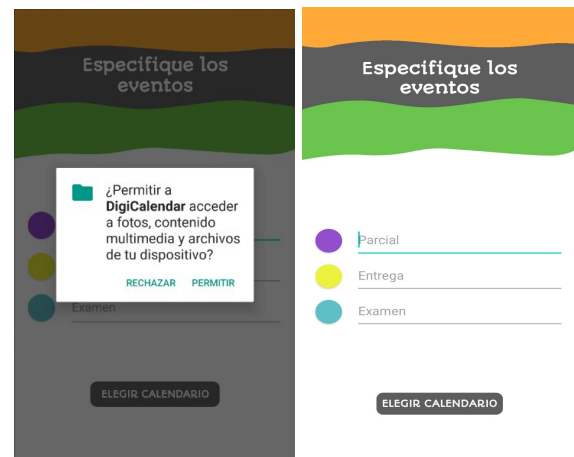 Especifique los
eventos
¿Permitir a
DigiCalendar acceder
a fotos, contenido
multimedia y archivos
de tu dispositivo?
RECHAZAR PERMITIR
Examen
ELEGIR CALENDARIO
Especifique los
eventos
Parcial
Entrega
Examen
ELEGIR CALENDARIO